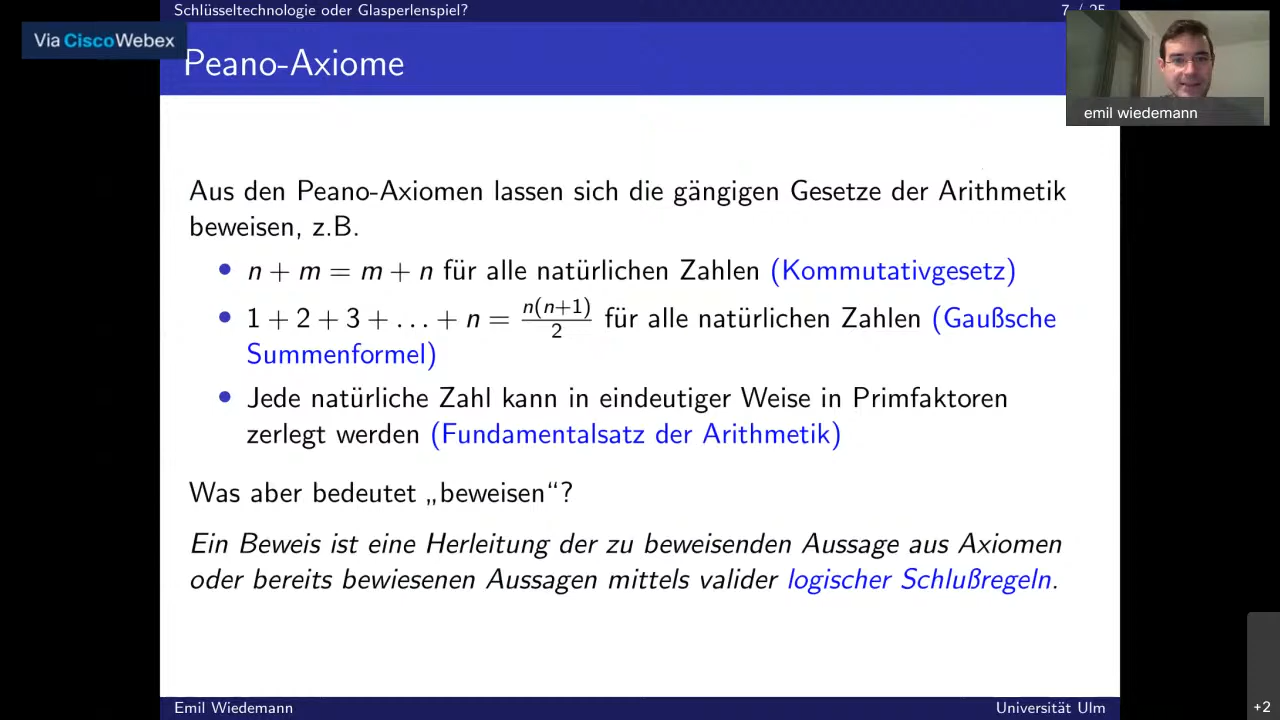 Schlüsseltechnologie oder Glasperlenspiel?
7 / 25
Via CiscoWebex
Peano-Axiome
emil wiedemann
Aus den Peano-Axiomen lassen sich die gängigen Gesetze der Arithmetik
beweisen, z.B.
• n + m = m + n für alle natürlichen Zahlen (Kommutativgesetz)
• 1 + 2 + 3 + . . . + n = n(n+1)/2 für alle natürlichen Zahlen (Gaußsche
Summenformel)
• Jede natürliche Zahl kann in eindeutiger Weise in Primfaktoren
zerlegt werden (Fundamentalsatz der Arithmetik)
Was aber bedeutet „beweisen“?
Ein Beweis ist eine Herleitung der zu beweisenden Aussage aus Axiomen
oder bereits bewiesenen Aussagen mittels valider logischer Schlußregeln.
Emil Wiedemann
Universität Ulm
+2